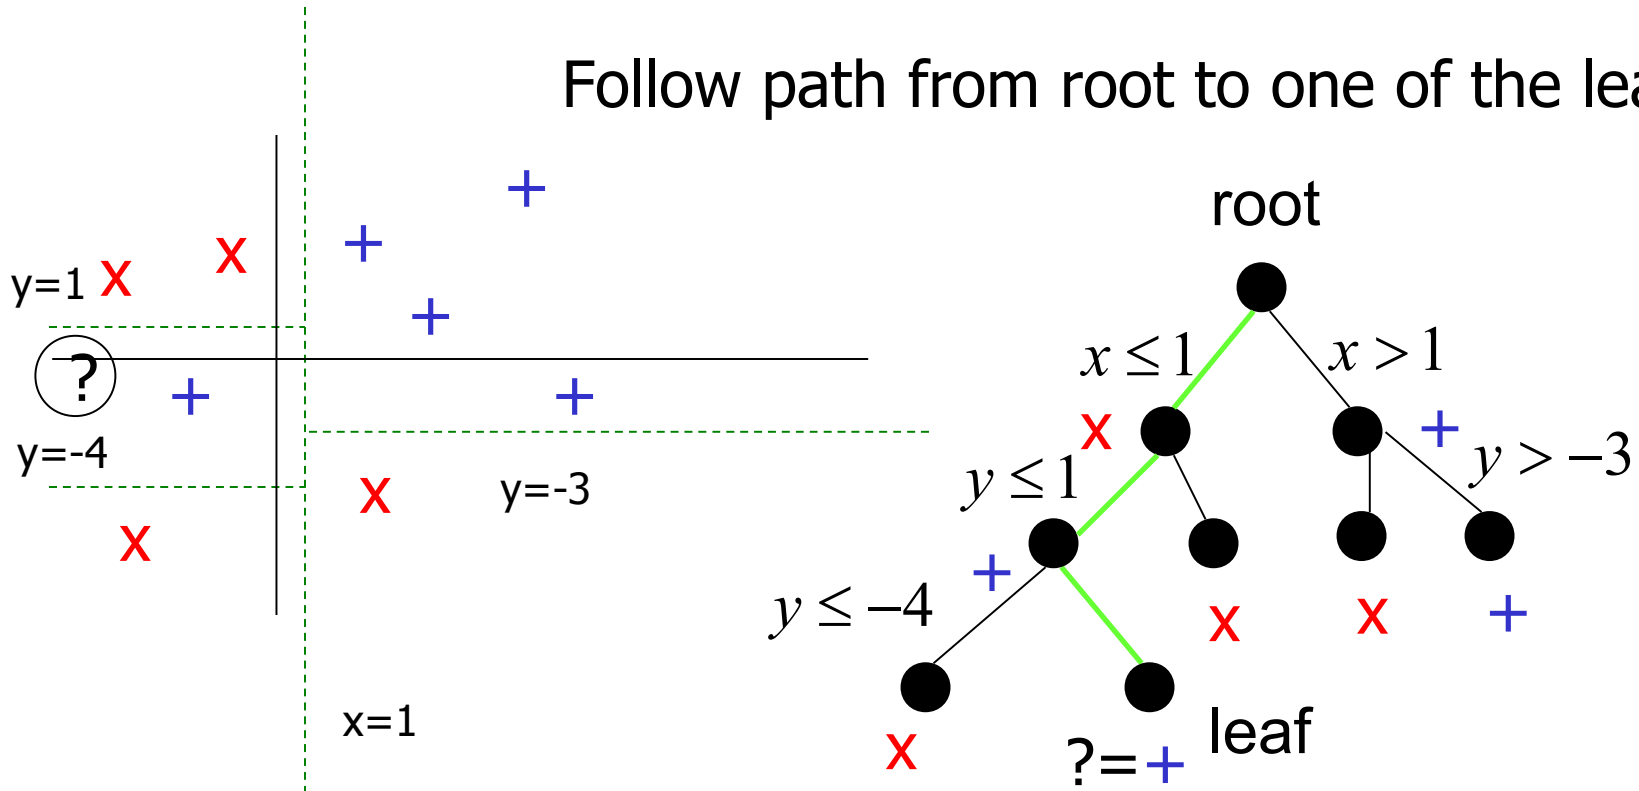 Follow path from root to one of the
root
+
+
x
x
y=1
+
x ≤ 1
x > 1
?
+
+
x
+
y=-4
y ≤ 1
y > −3
x
y=-3
x
+
y ≤ −4
x
x
+
x=1
leaf
x
?=+